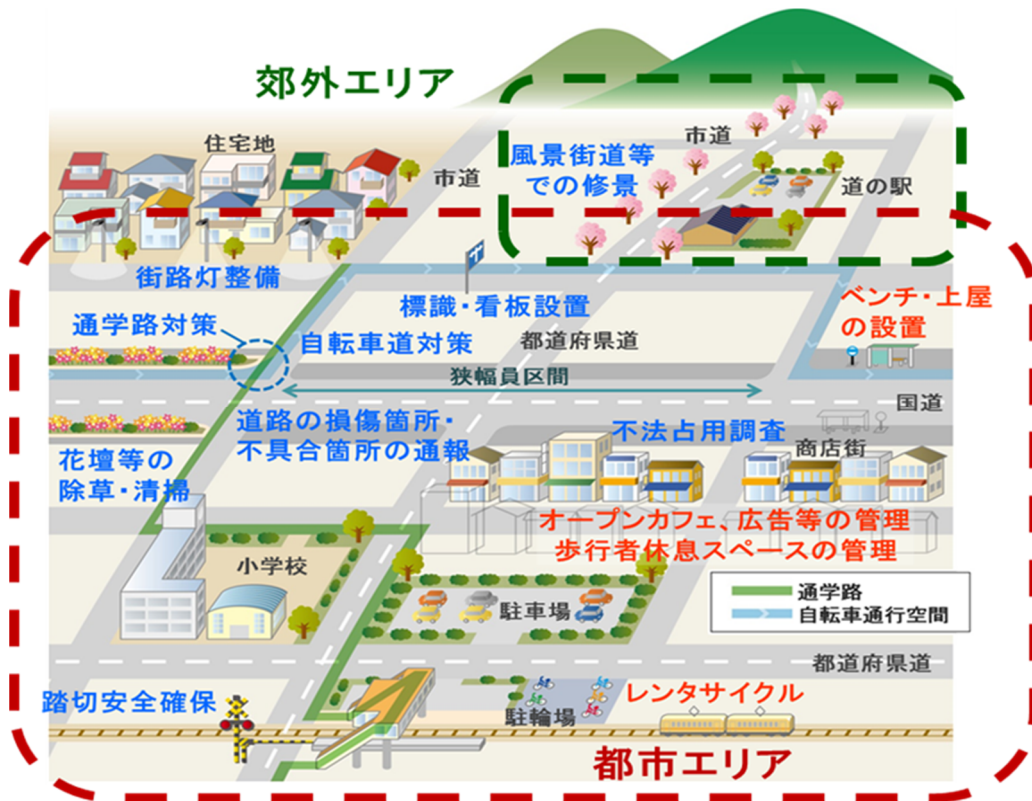 郊外エリア
住宅地
市道
市道
風景街道等
での修景
道の駅
街路灯整備
標識・看板設置
ベンチ・上屋
の設置
通学路対策
自転車道対策
都道府県道
狭幅員区間
国道
道路の損傷箇所・
不具合箇所の通報
不法占用調査
商店街
花壇等の
除草・清掃
オープンカフェ、広告等の管理
歩行者休息スペースの管理
小学校
駐車場
通学路
自転車通行空間
都道府県道
踏切安全確保
駐輪場
レンタサイクル
都市エリア